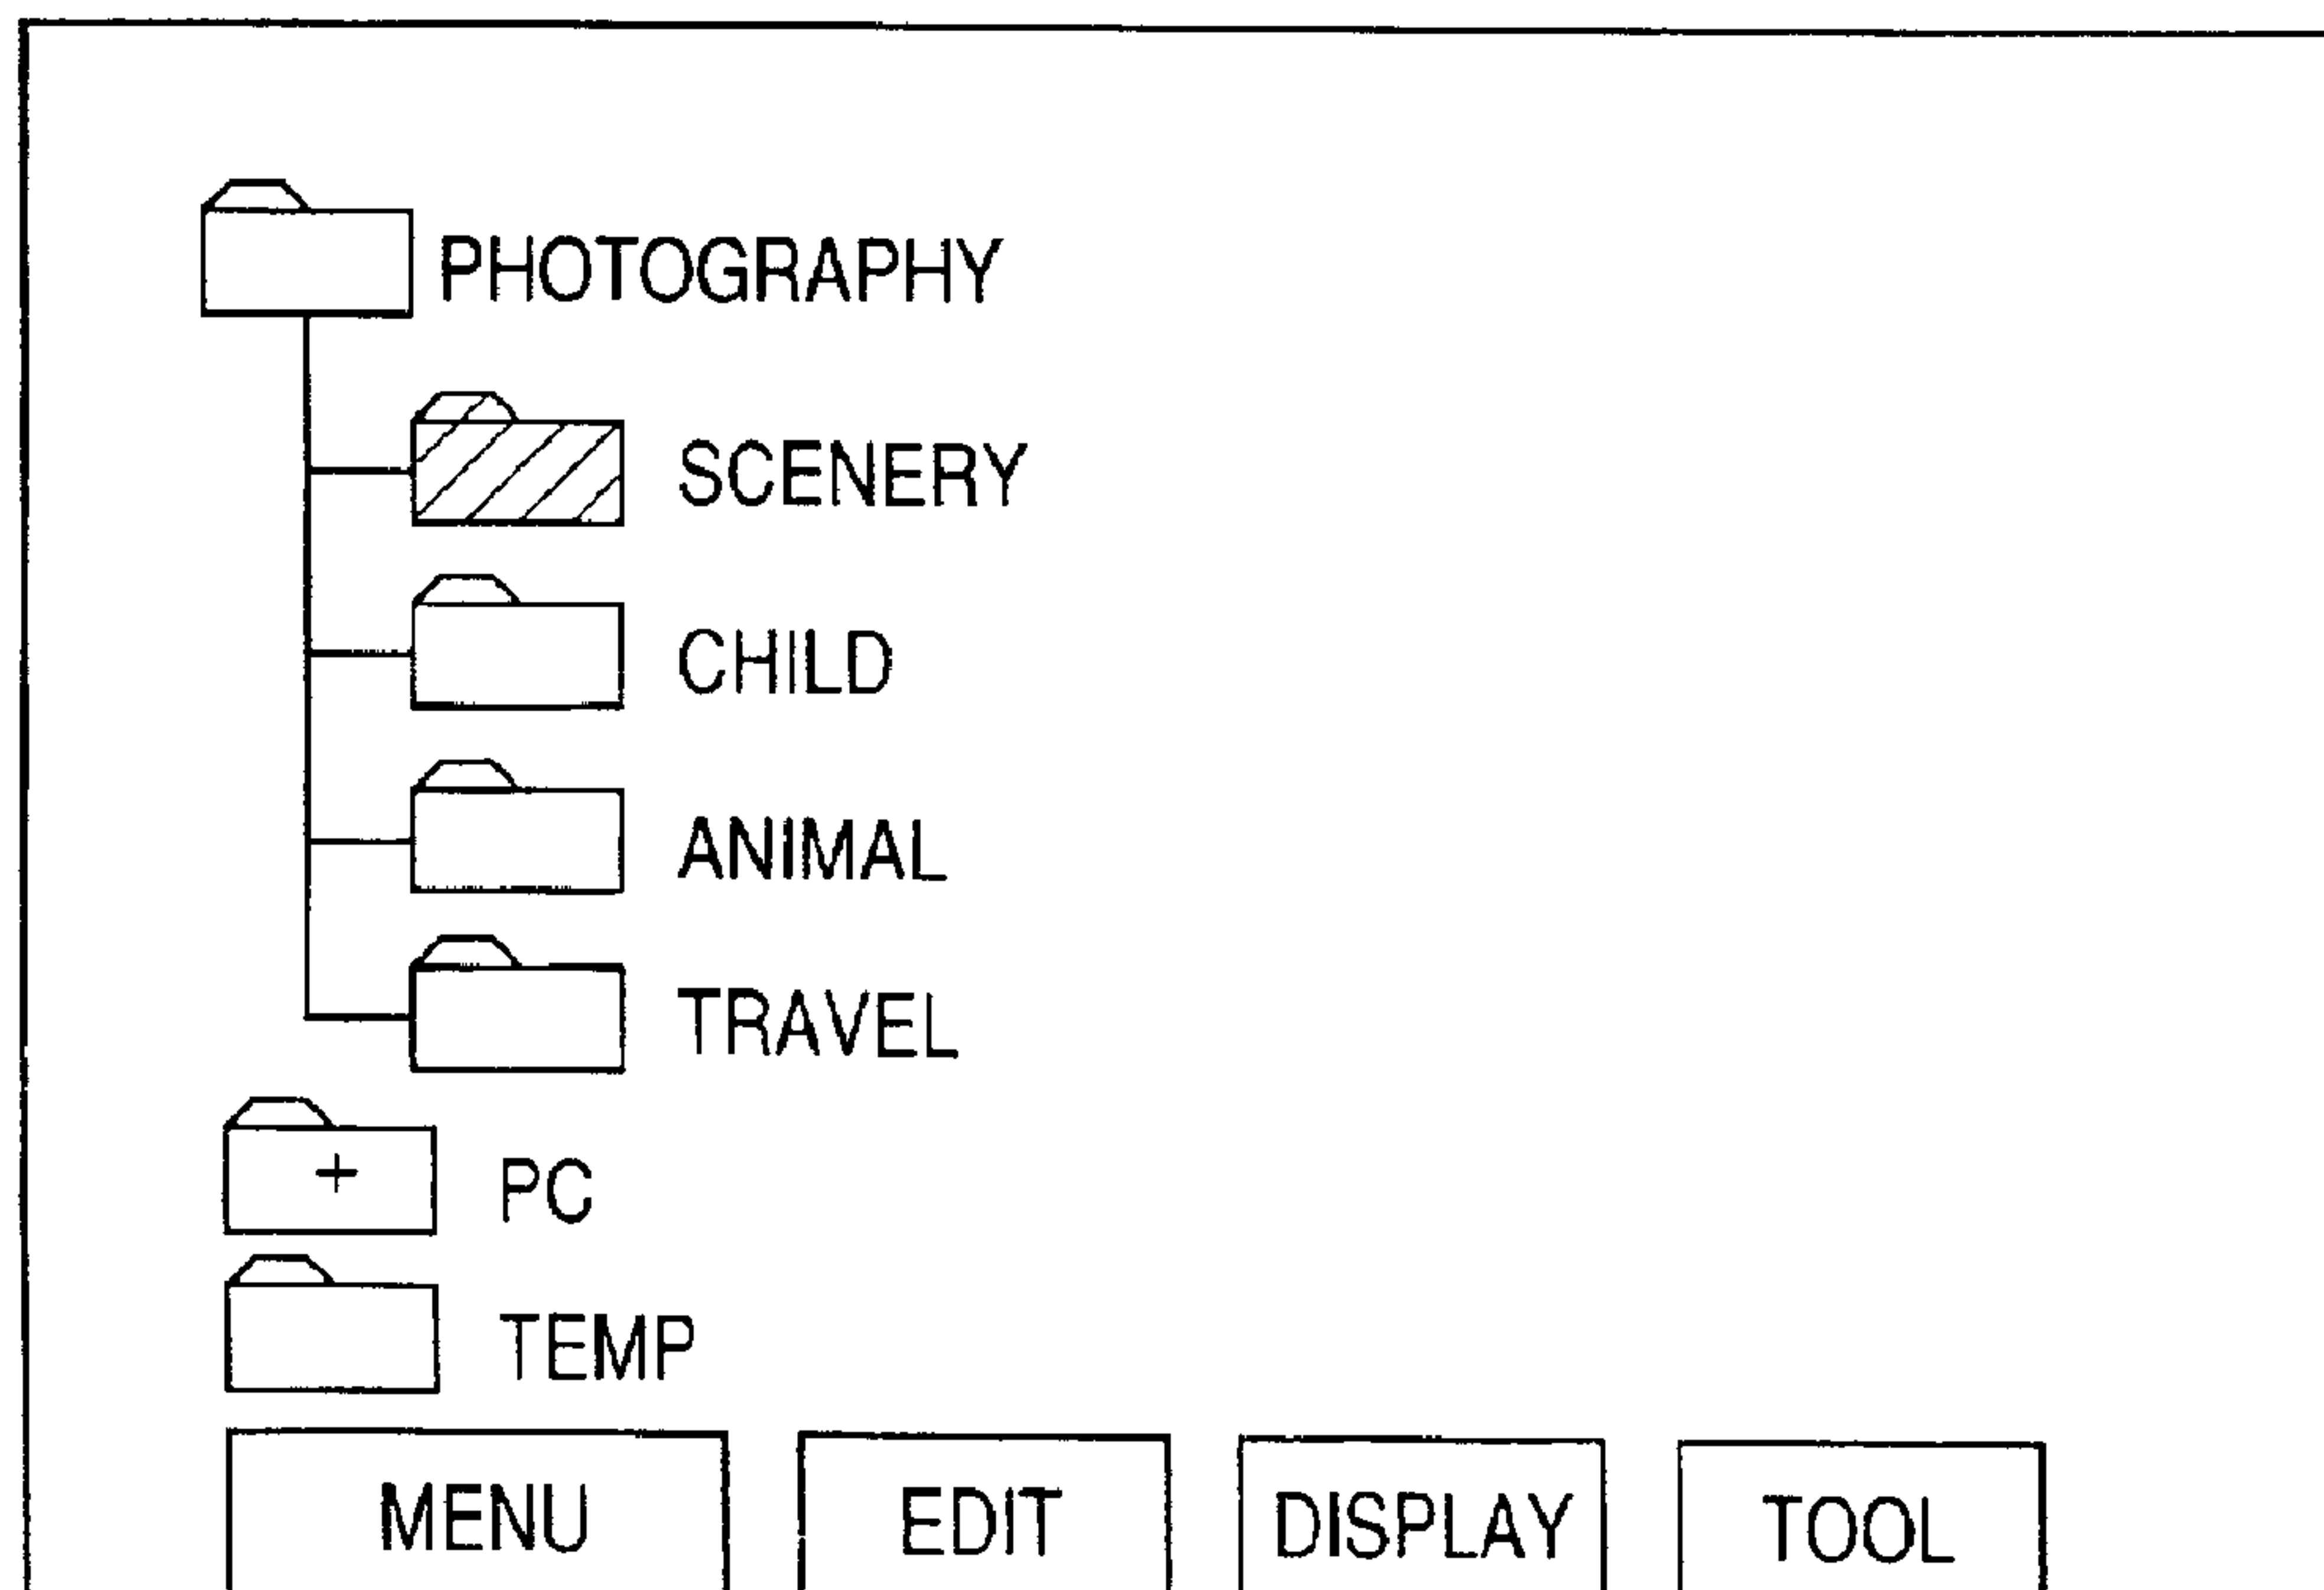 PHOTOGRAPHY
SCENERY
CHILD
ANIMAL
TRAVEL
+ PC
TEMP
MENU EDIT DISPLAY TOOL